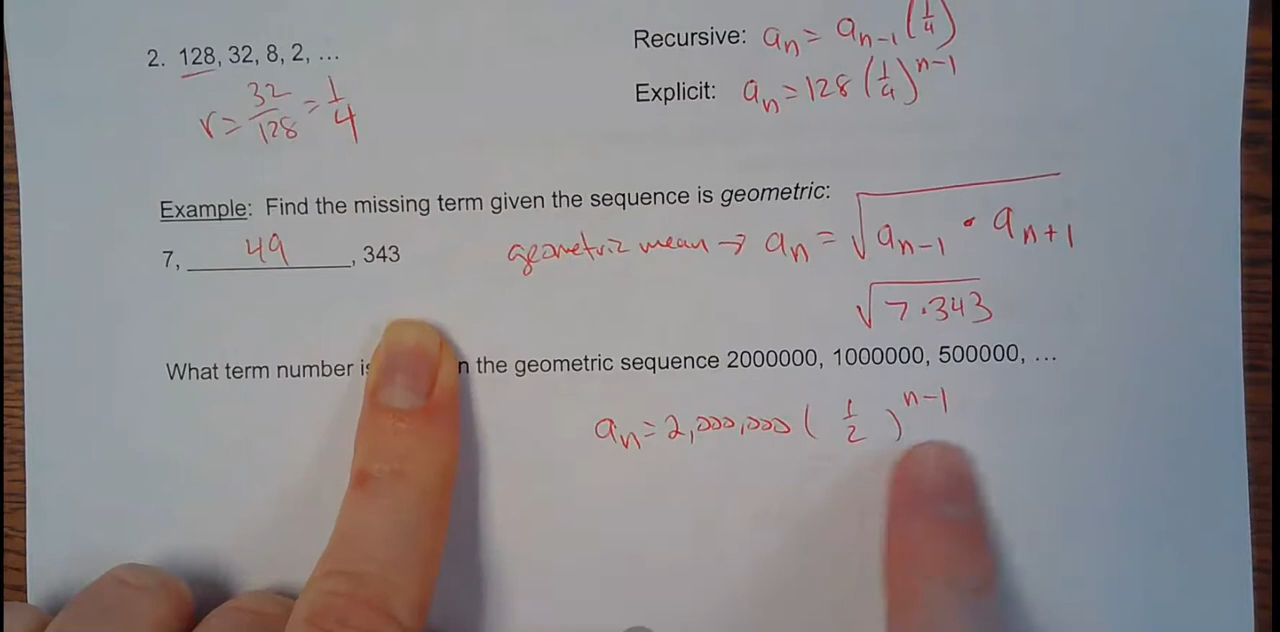 2. 128, 32, 8, 2, …
r = 32/128 = 1/4
Recursive: aₙ = aₙ₋₁ (1/4)
Explicit: aₙ = 128 (1/4)ⁿ⁻¹
Example: Find the missing term given the sequence is geometric:
7, 49, 343
geometric mean → aₙ = √(aₙ₋₁ · aₙ₊₁)
√(7·343)
What term number the geometric sequence 2000000, 1000000, 500000, …
aₙ = 2,000,000 (1/2)ⁿ⁻¹